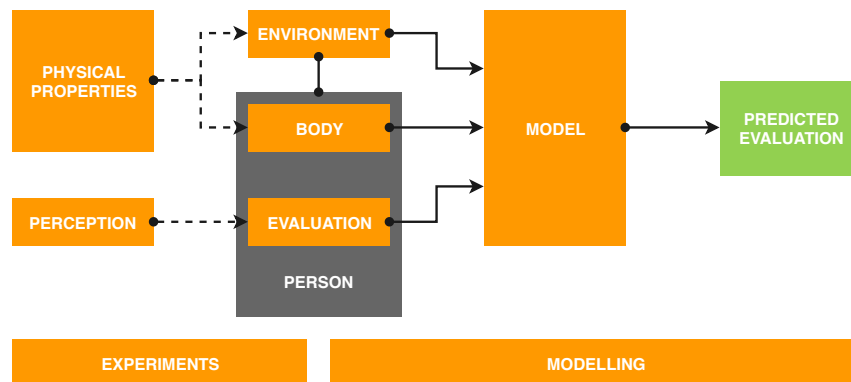 PHYSICAL
PROPERTIES
ENVIRONMENT
BODY
MODEL
PREDICTED
EVALUATION
PERCEPTION
EVALUATION
PERSON
EXPERIMENTS
MODELLING